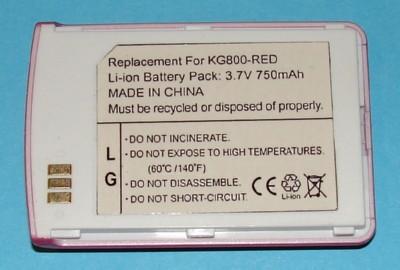 Replacement For KG800-RED
Li-ion Battery Pack: 3.7V 750mAh
MADE IN CHINA
Must be recycled or disposed of properly.
L
G
• DO NOT INCINERATE.
• DO NOT EXPOSE TO HIGH TEMPERATURES.
(60°C/140°F)
• DO NOT DISASSEMBLE.
• DO NOT SHORT-CIRCUIT.
CE
Li-ion